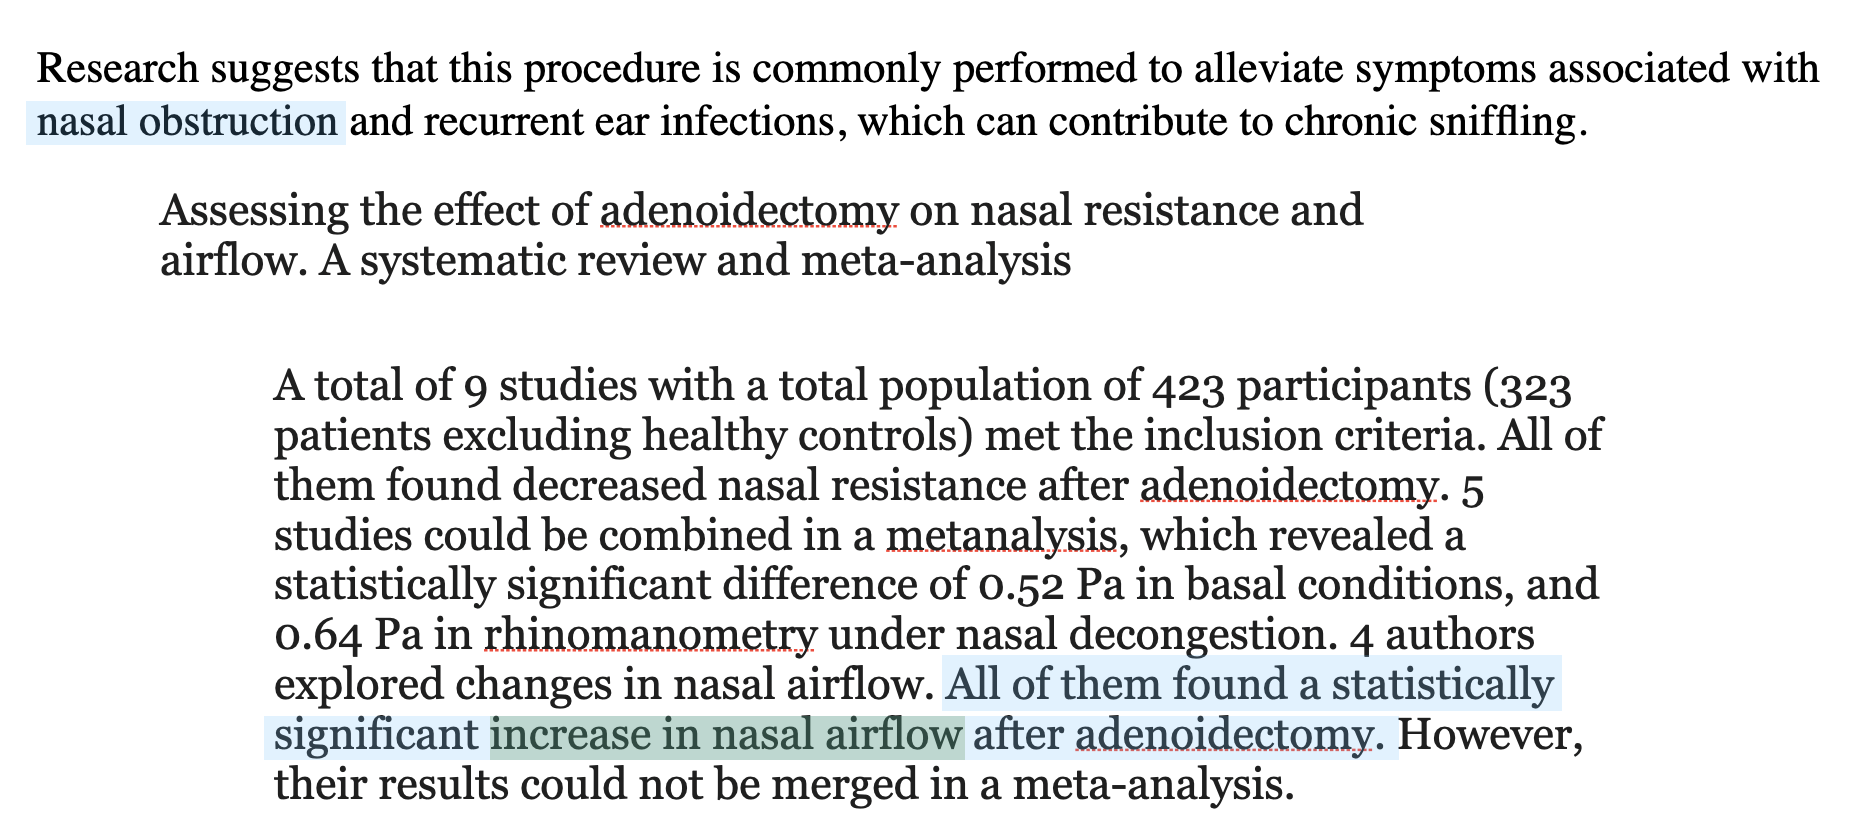 Research suggests that this procedure is commonly performed to alleviate symptoms associated with
nasal obstruction and recurrent ear infections, which can contribute to chronic sniffling.
Assessing the effect of adenoidectomy on nasal resistance and
airflow. A systematic review and meta-analysis
A total of 9 studies with a total population of 423 participants (323
patients excluding healthy controls) met the inclusion criteria. All of
them found decreased nasal resistance after adenoidectomy. 5
studies could be combined in a metanalysis, which revealed a
statistically significant difference of 0.52 Pa in basal conditions, and
0.64 Pa in rhinomanometry under nasal decongestion. 4 authors
explored changes in nasal airflow. All of them found a statistically
significant increase in nasal airflow after adenoidectomy. However,
their results could not be merged in a meta-analysis.